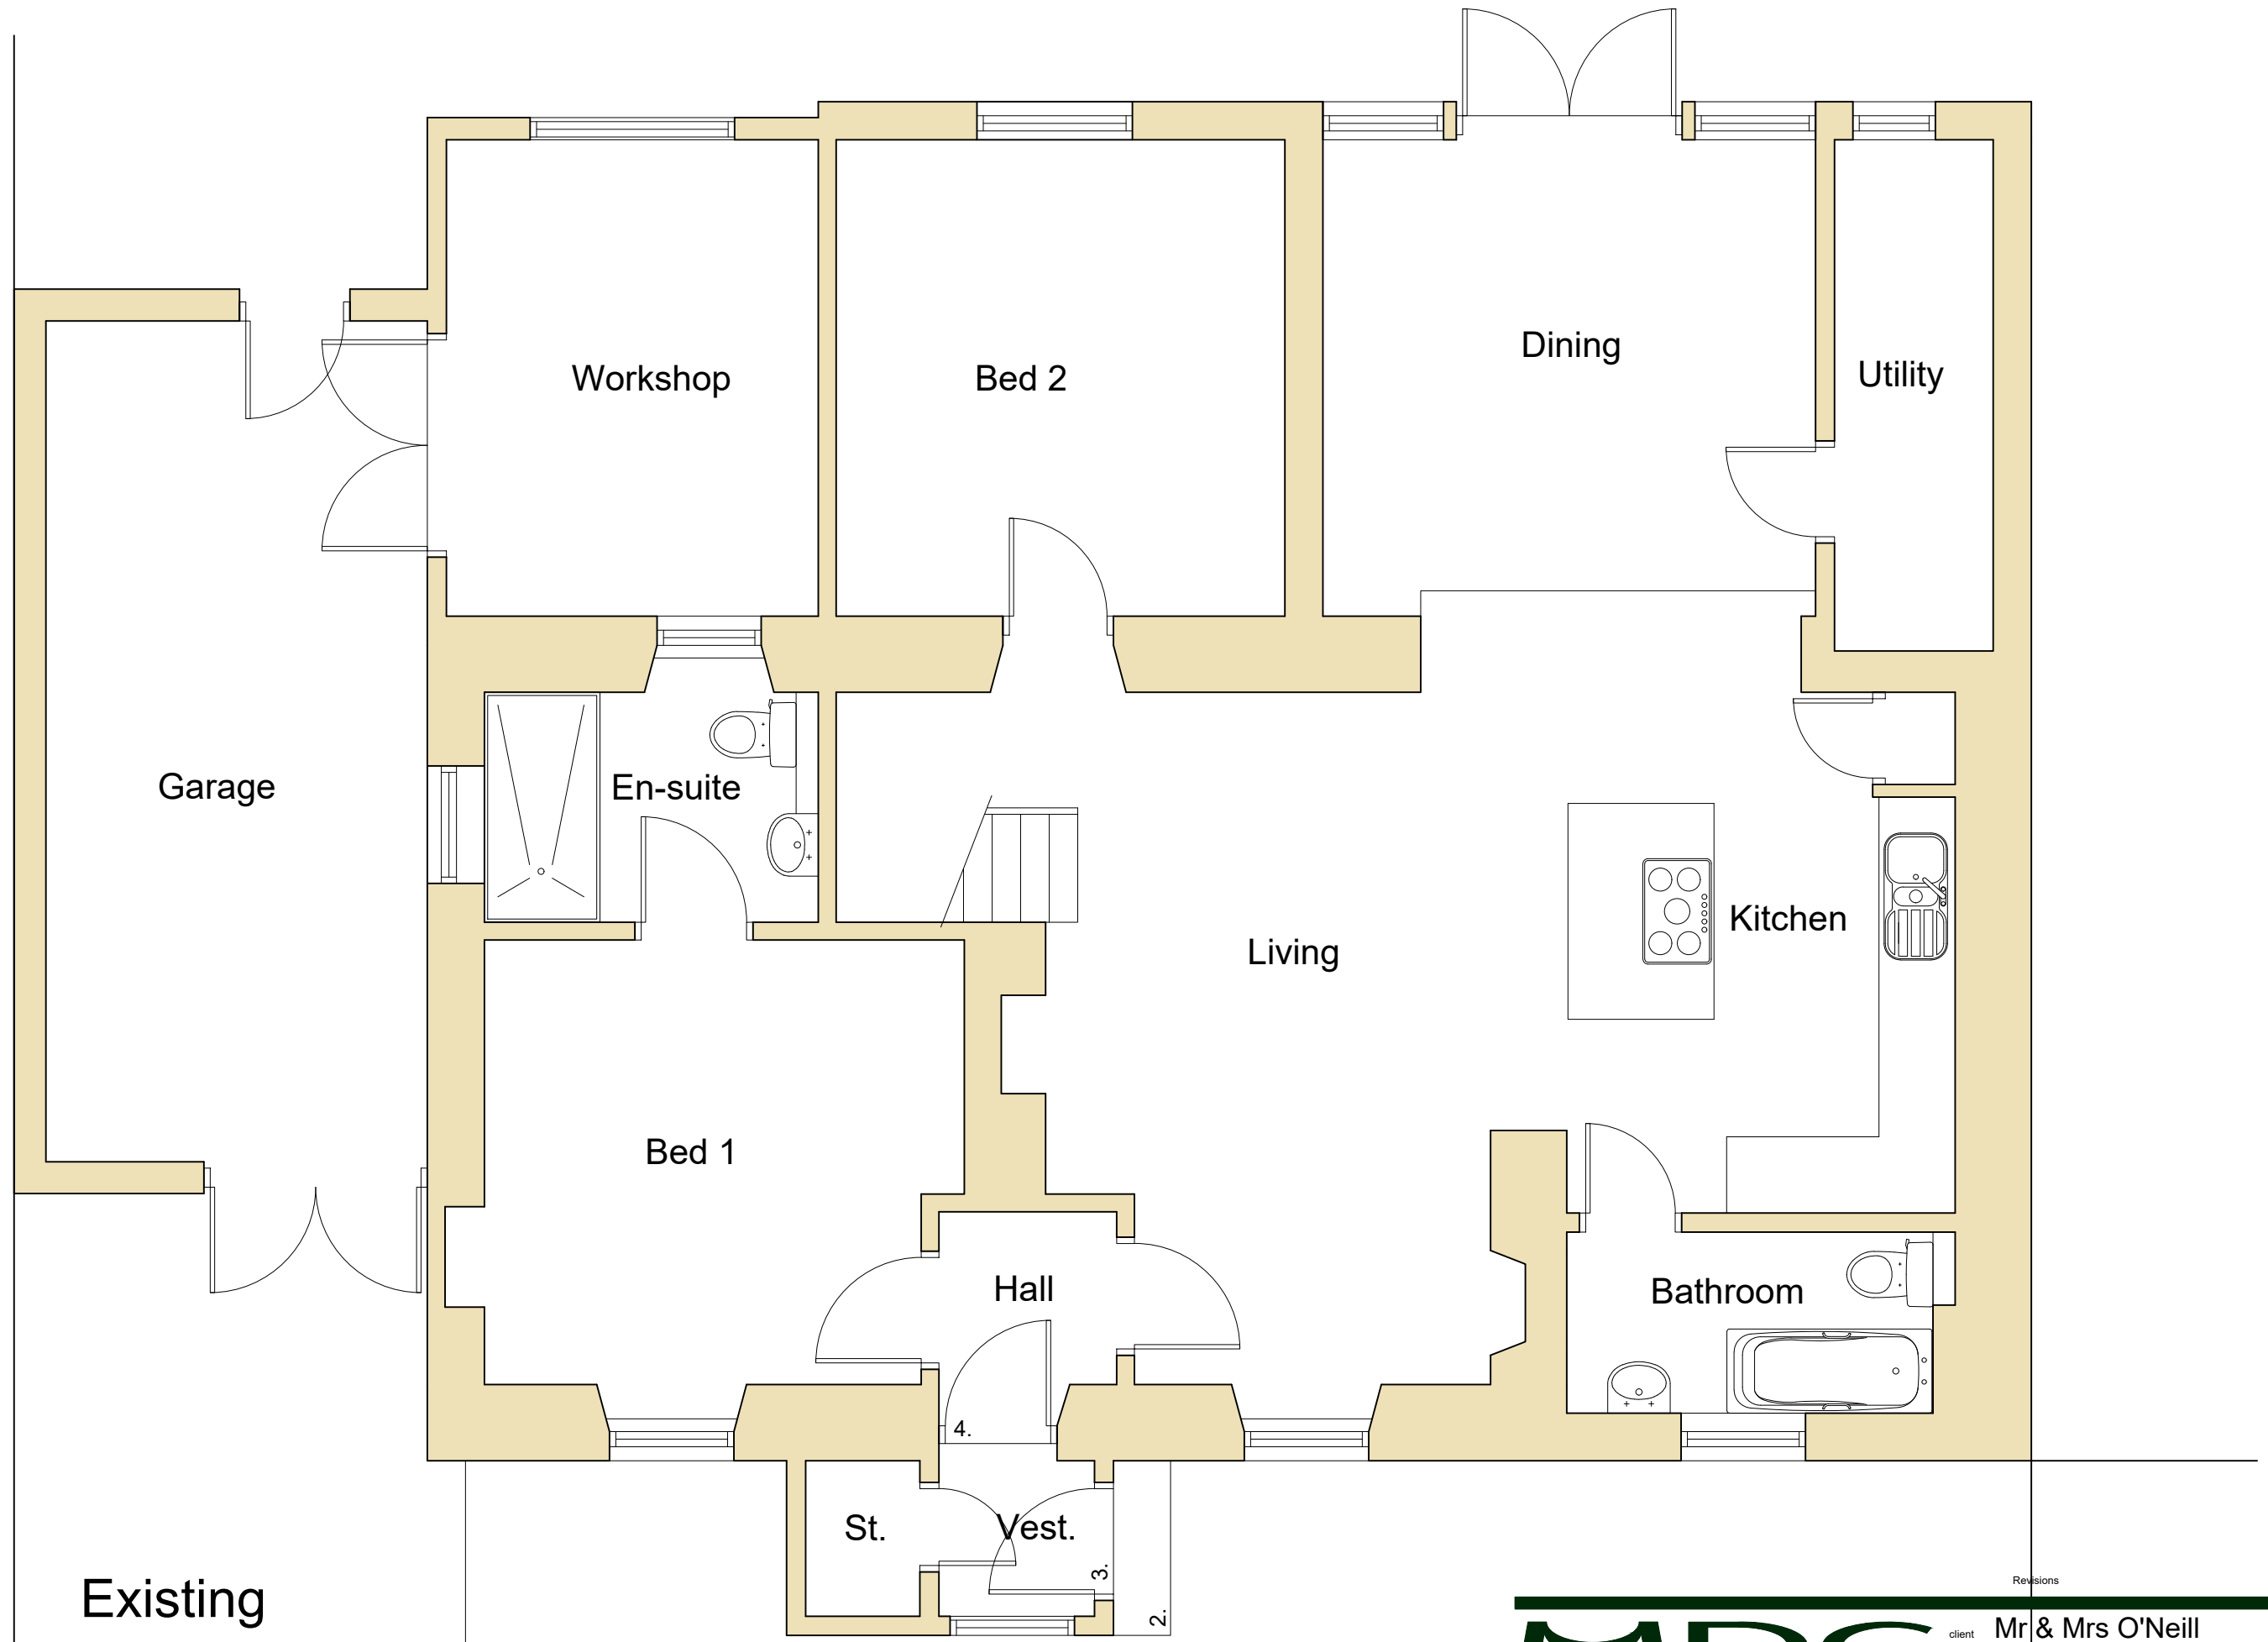 Dining
Workshop
Bed 2
Utility
Garage
En-suite
Kitchen
Living
Bed 1
Hall
Bathroom
4.
St.
Vest.
3.
2.
Existing
Revisions
client Mr & Mrs O'Neill